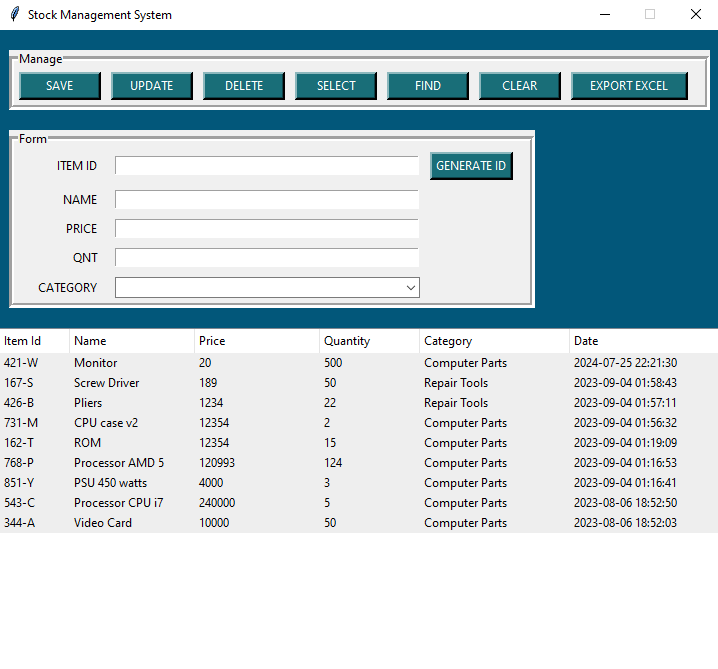 Stock Management System
Manage
SAVE UPDATE DELETE SELECT FIND CLEAR EXPORT EXCEL
Form
ITEM ID GENERATE ID
NAME
PRICE
QNT
CATEGORY
Item Id Name Price Quantity Category Date
421-W Monitor 20 500 Computer Parts 2024-07-25 22:21:30
167-S Screw Driver 189 50 Repair Tools 2023-09-04 01:58:43
426-B Pliers 1234 22 Repair Tools 2023-09-04 01:57:11
731-M CPU case v2 12354 2 Computer Parts 2023-09-04 01:56:32
162-T ROM 12354 15 Computer Parts 2023-09-04 01:19:09
768-P Processor AMD 5 120993 124 Computer Parts 2023-09-04 01:16:53
851-Y PSU 450 watts 4000 3 Computer Parts 2023-09-04 01:16:41
543-C Processor CPU i7 240000 5 Computer Parts 2023-08-06 18:52:50
344-A Video Card 10000 50 Computer Parts 2023-08-06 18:52:03